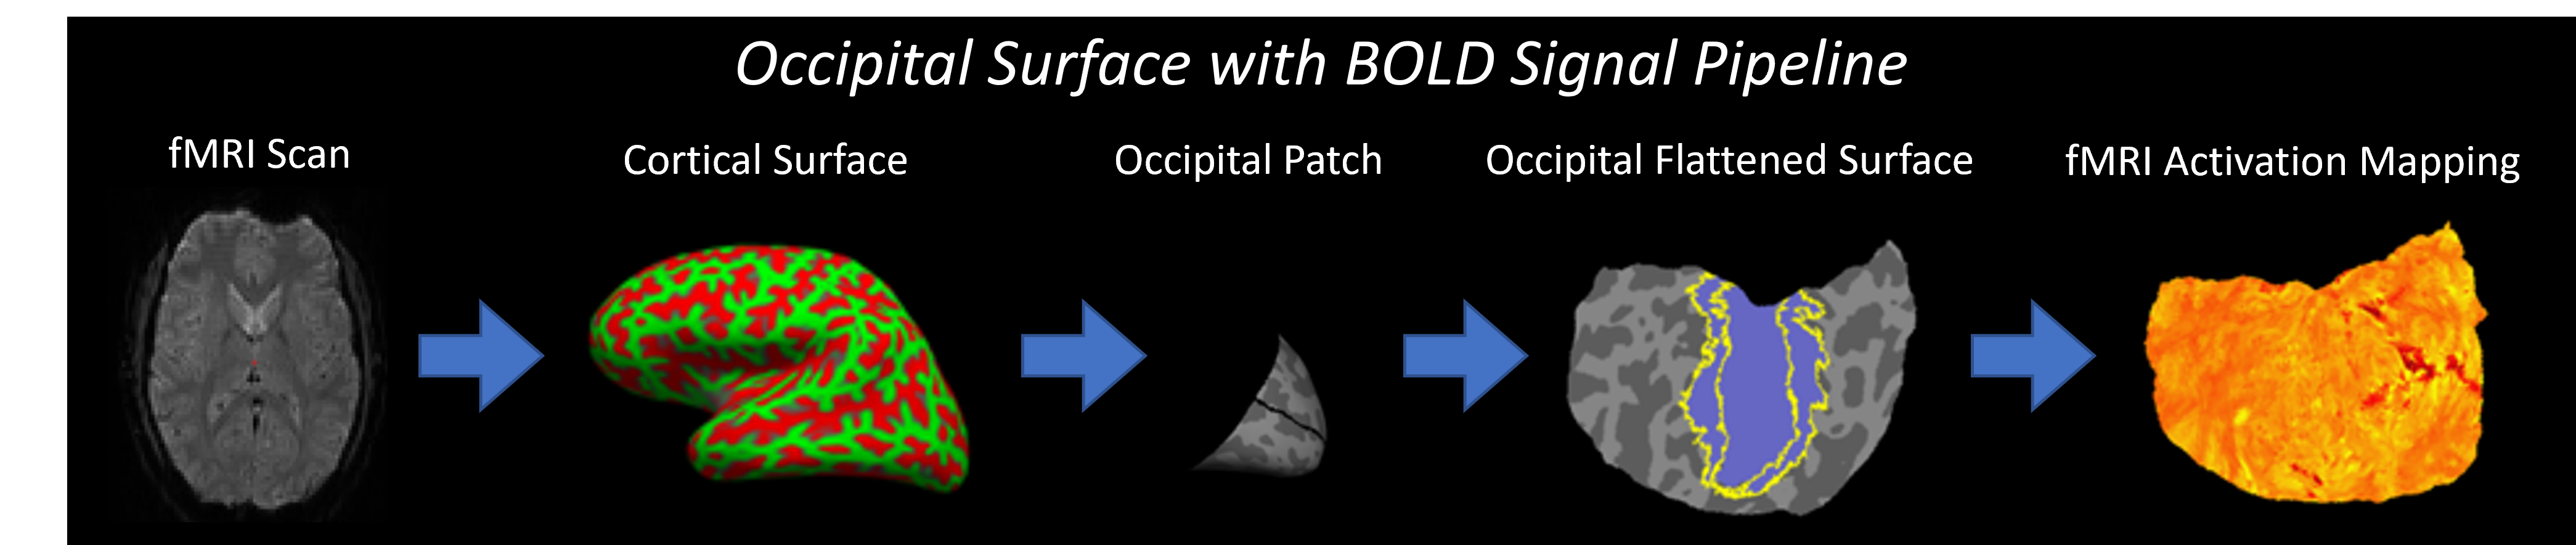 Occipital Surface with BOLD Signal Pipeline
fMRI Scan
Cortical Surface
Occipital Patch
Occipital Flattened Surface
fMRI Activation Mapping